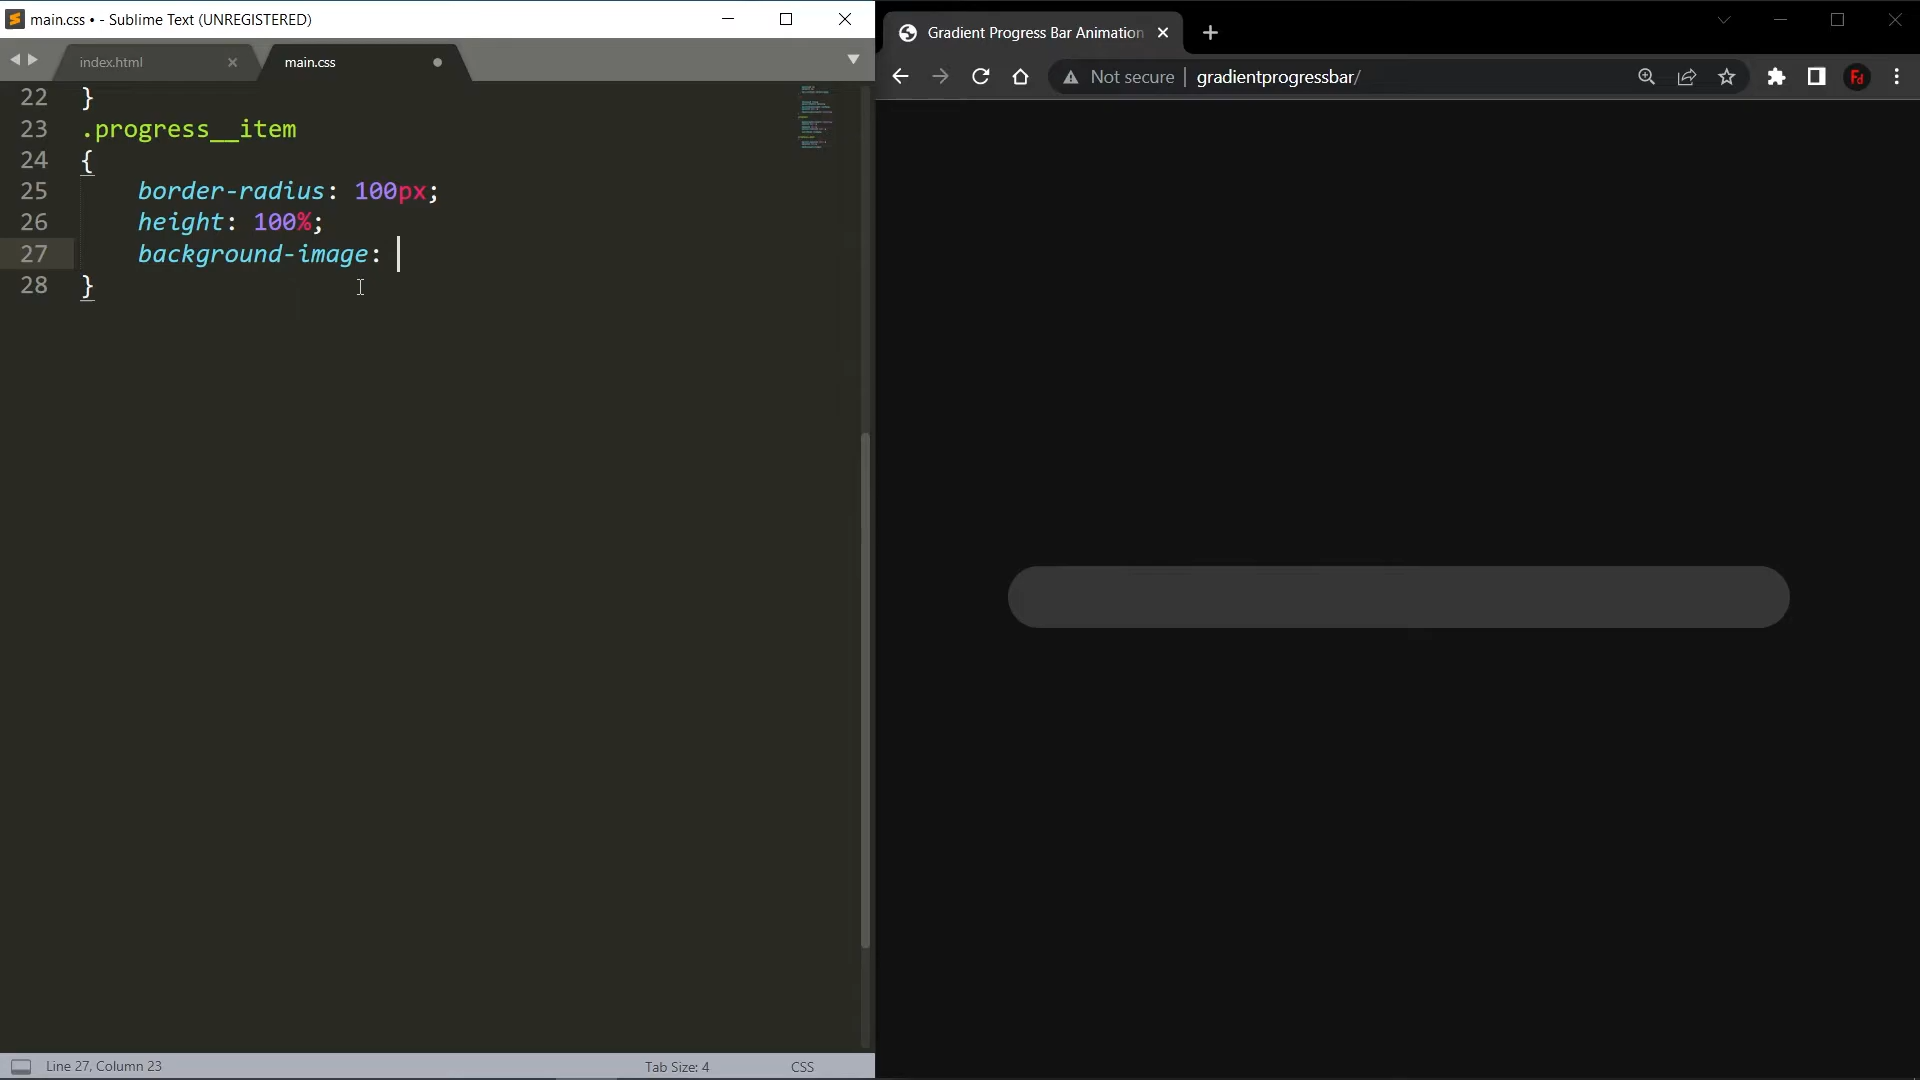 main.css • - Sublime Text (UNREGISTERED)
index.html
main.css
22 }
23 .progress__item
24 {
25 border-radius: 100px;
26 height: 100%;
27 background-image:
28 }
Line 27, Column 23
Tab Size: 4
CSS
Gradient Progress Bar Animation
Not secure
gradientprogressbar/
Fd